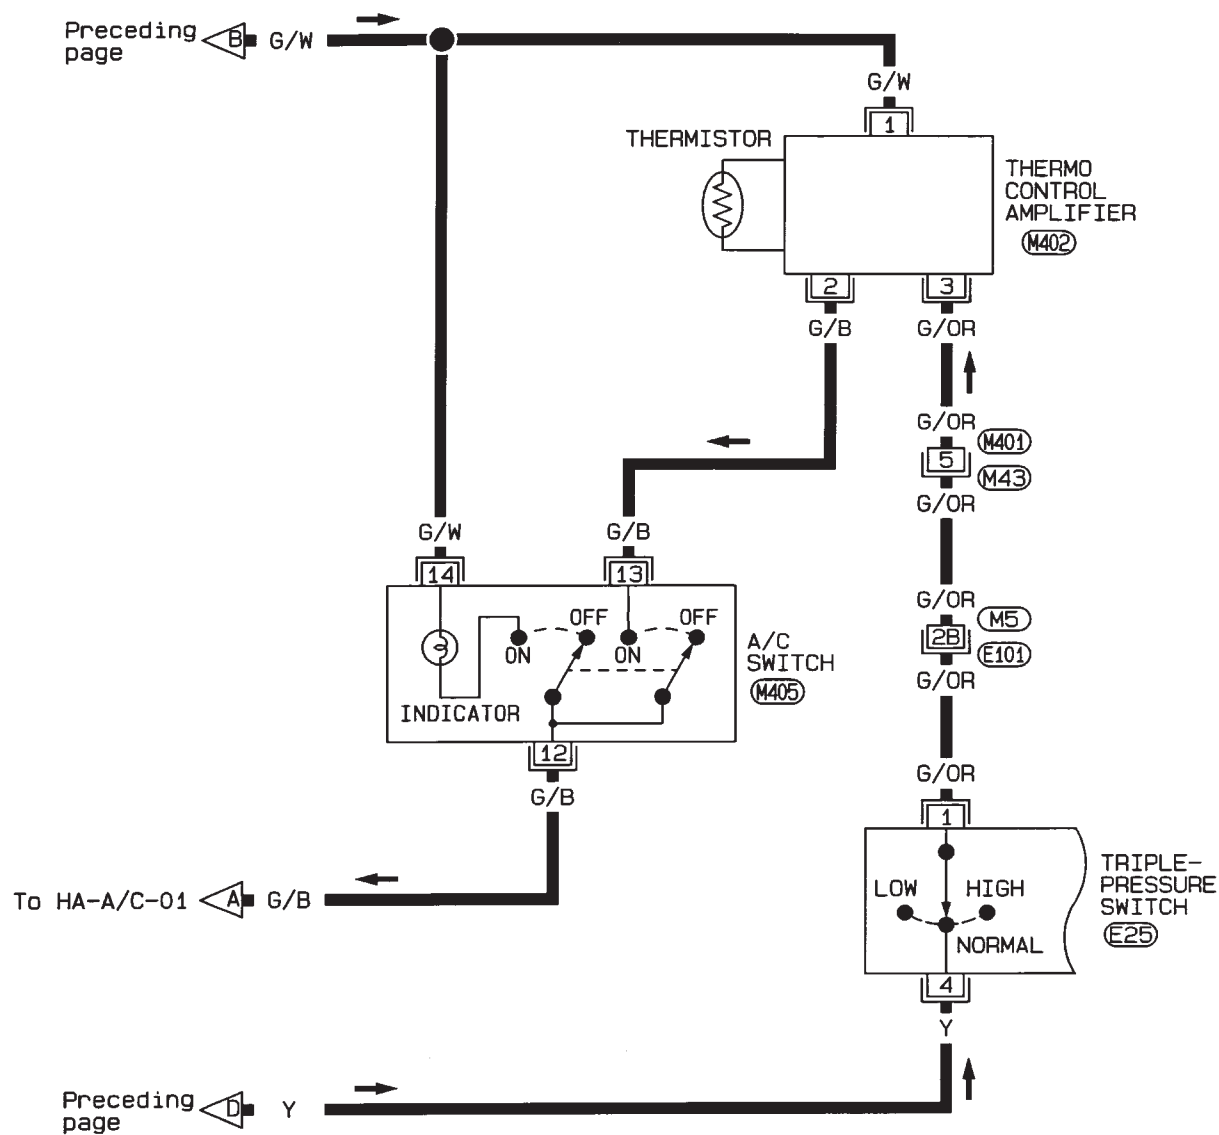 Preceding
page
B
G/W
G/W
1
THERMISTOR
THERMO
CONTROL
AMPLIFIER
M402
2
3
G/B
G/OR
G/OR
M401
5
M43
G/OR
G/W
G/B
14
13
G/OR
M5
2B
E101
G/OR
OFF
OFF
ON
ON
A/C
SWITCH
M405
INDICATOR
12
G/B
G/OR
1
TRIPLE-
PRESSURE
SWITCH
E25
LOW
HIGH
NORMAL
To HA-A/C-01
A
G/B
4
Y
Preceding
page
D
Y